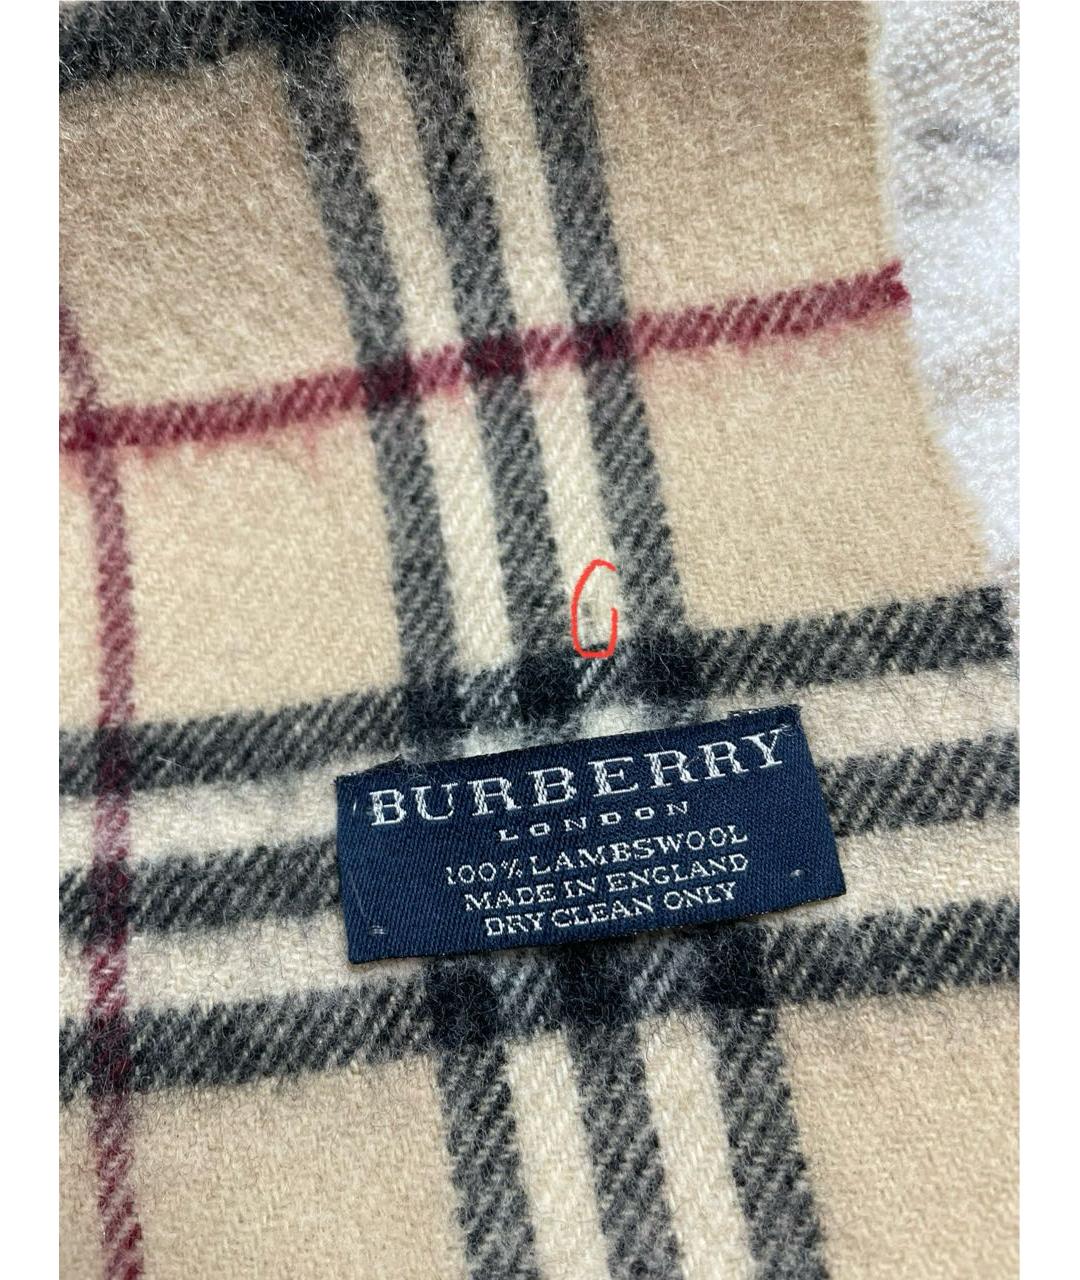 BURBERRY
LONDON
100% LAMBSWOOL
MADE IN ENGLAND
DRY CLEAN ONLY